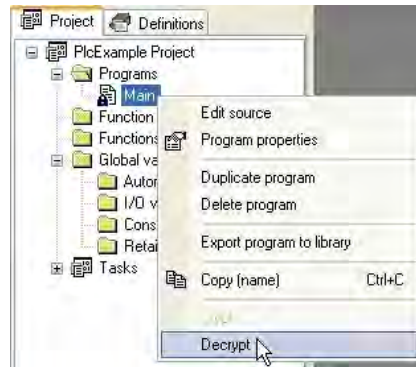 Project Definitions
PlcExample Project
Programs
Main
Edit source
Function
Functions
Program properties
Global va
Duplicate program
Autor
Delete program
I/O v
Cons
Export program to library
Retai
Tasks
Copy (name) Ctrl+C
Decrypt